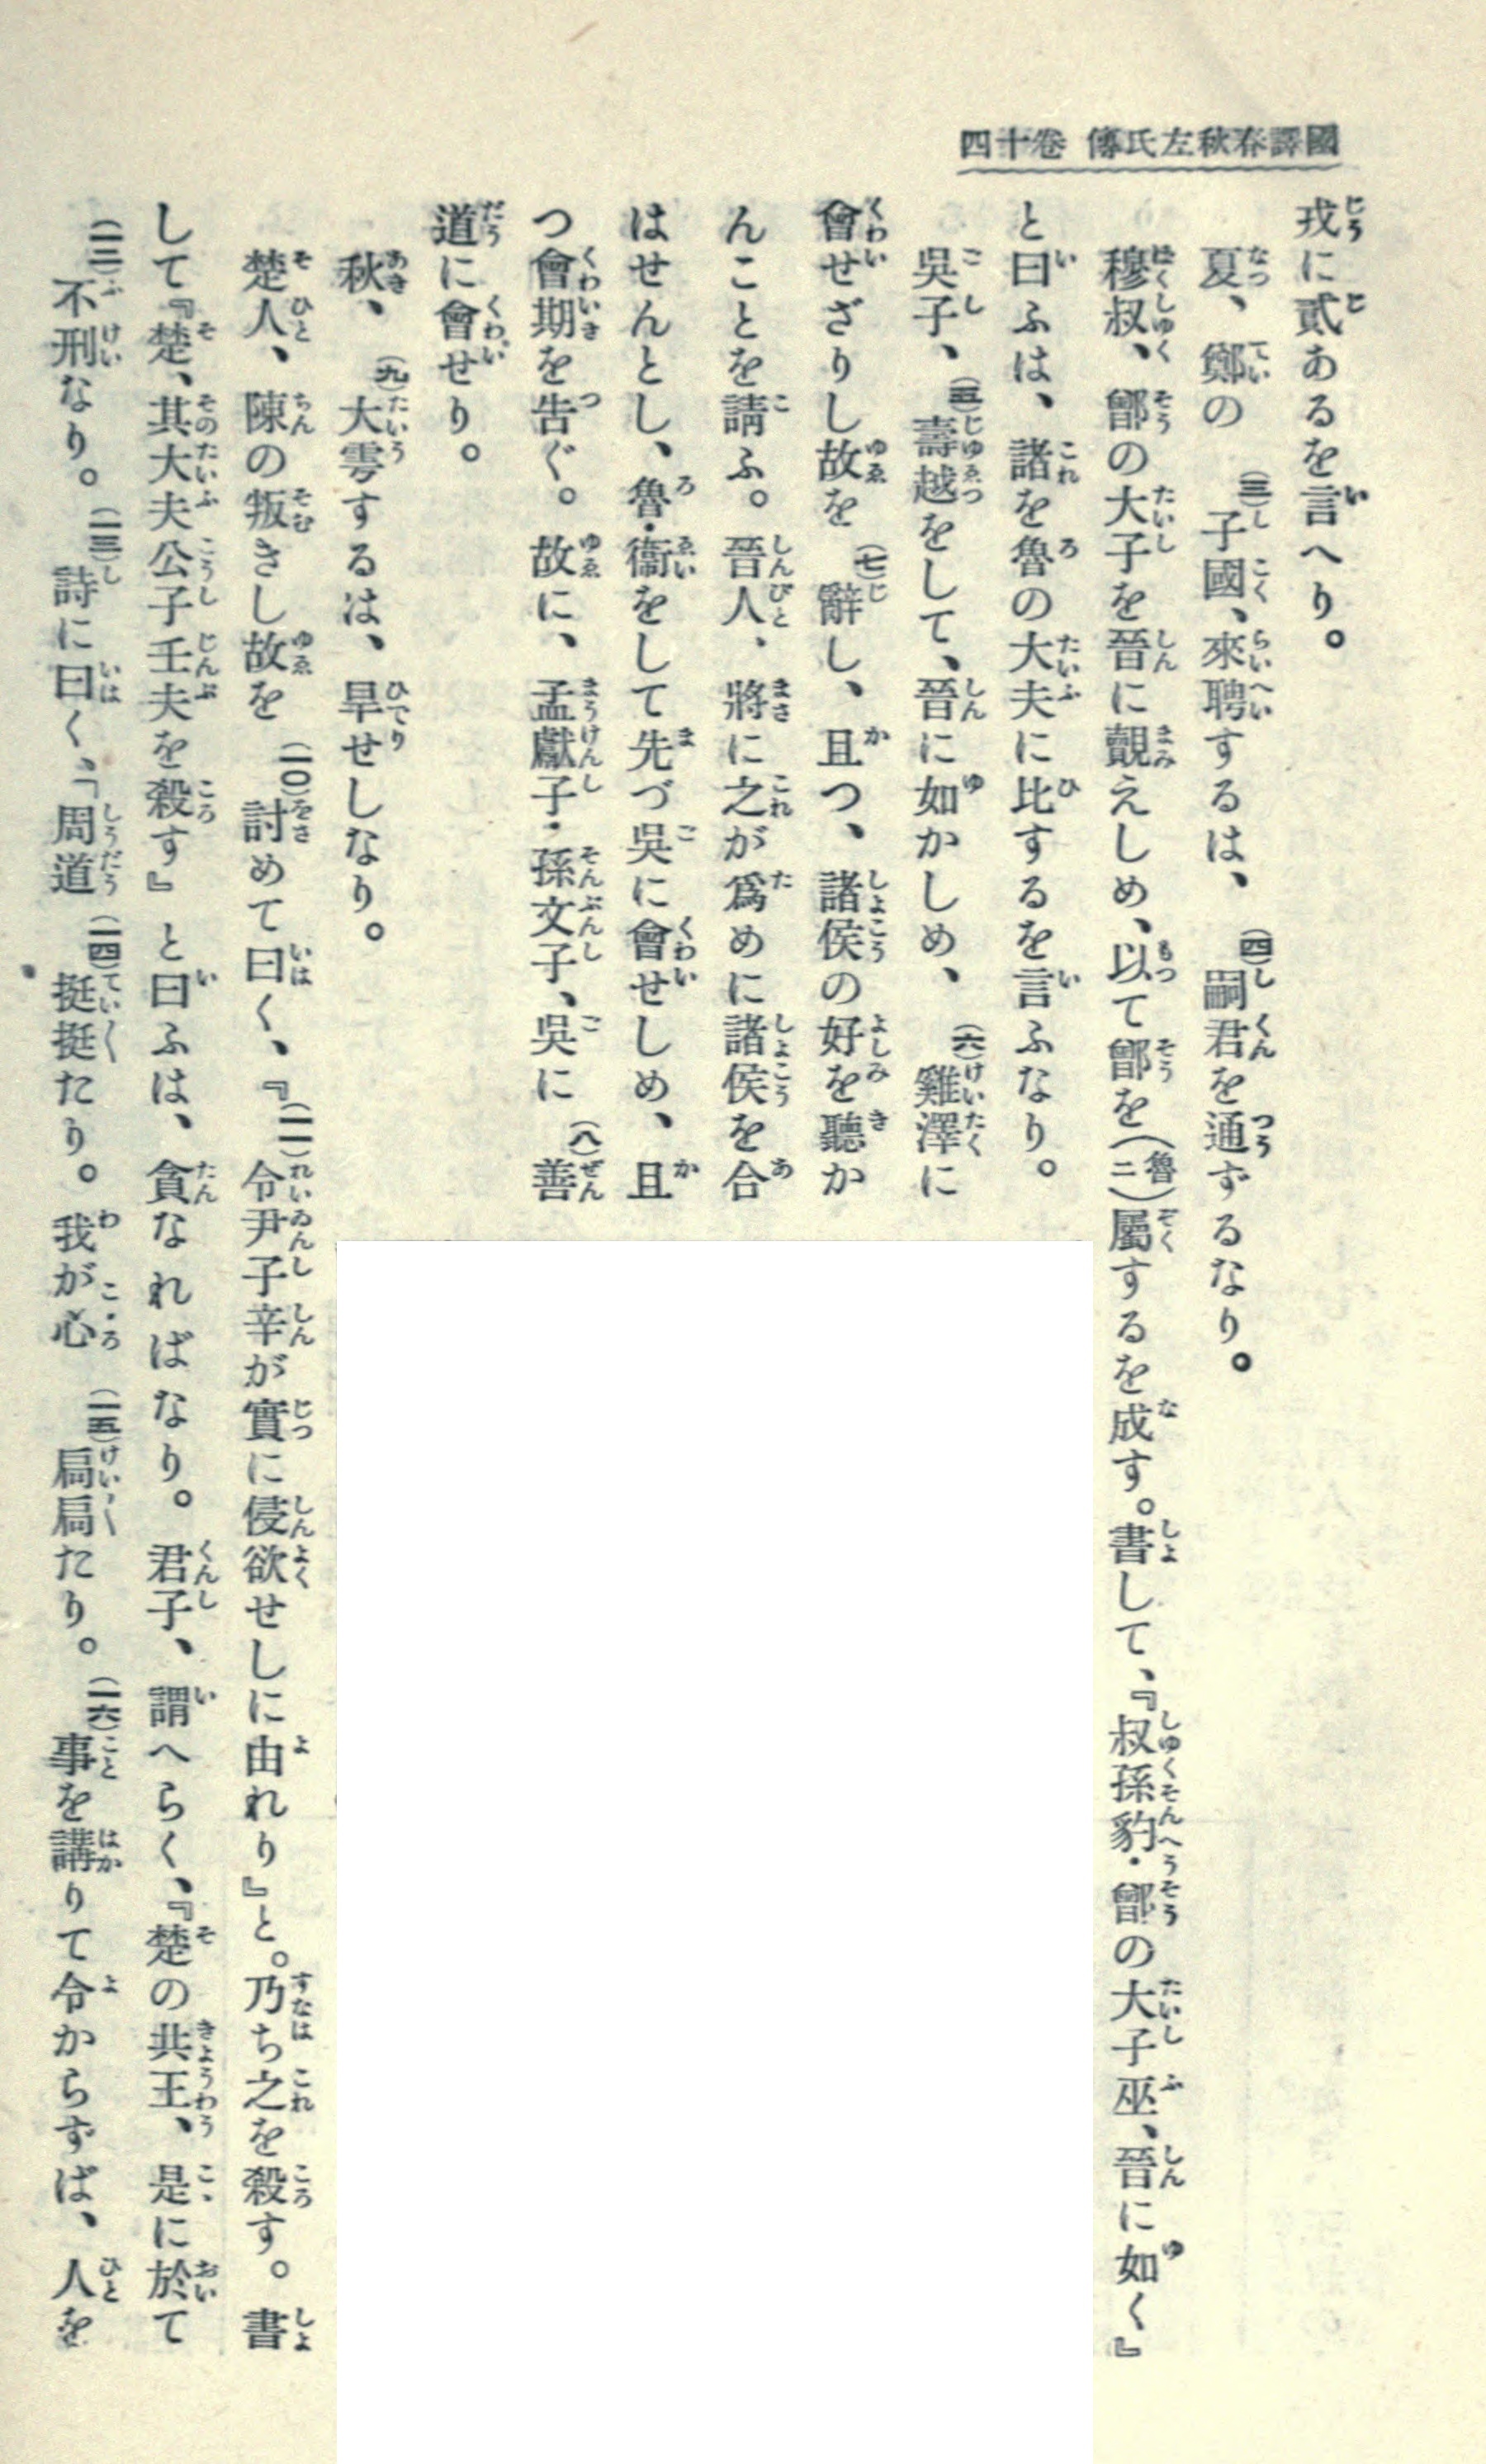 國譯春秋左氏傳 卷十四
戎に貳あるを言へり。
夏、鄭の(三)子國、來聘するは、(四)嗣君を通ずるなり。
穆叔、鄫の大子を晉に覿えしめ、以て鄫を(魯ニ)屬するを成す。書して、『叔孫豹・鄫の大子巫、晉に如く』
と曰ふは、諸を魯の大夫に比するを言ふなり。
吳子、(五)壽越をして、晉に如かしめ、(六)雞澤に
會せざりし故を(七)辭し、且つ、諸侯の好を聽か
んことを請ふ。晉人、將に之が爲めに諸侯を合
はせんとし、魯・衞をして先づ吳に會せしめ、且
つ會期を吿ぐ。故に、孟獻子・孫文子、吳に(八)善
道に會せり。
秋、(九)大雩するは、旱せしなり。
楚人、陳の叛きし故を(一〇)討めて曰く、『(一一)令尹子辛が實に侵欲せしに由れり』と。乃ち之を殺す。書
して『楚、其大夫公子壬夫を殺す』と曰ふは、貪なればなり。君子、謂へらく、『楚の共王、是に於て
(一二)不刑なり。(一三)詩に曰く、「周道(一四)挺挺たり。我が心(一五)扃扃たり。(一六)事を講りて令からずば、人を